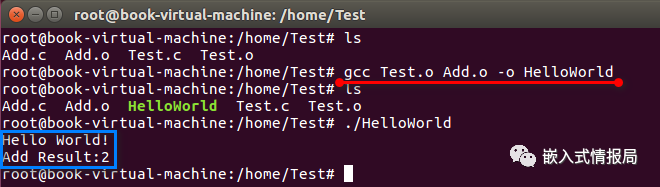 root@book-virtual-machine: /home/Test
root@book-virtual-machine:/home/Test# ls
Add.c  Add.o  Test.c  Test.o
root@book-virtual-machine:/home/Test# gcc Test.o Add.o -o HelloWorld
root@book-virtual-machine:/home/Test# ls
Add.c  Add.o  HelloWorld  Test.c  Test.o
root@book-virtual-machine:/home/Test# ./HelloWorld
Hello World!
Add Result:2
root@book-virtual-machine:/home/Test#
嵌入式情报局